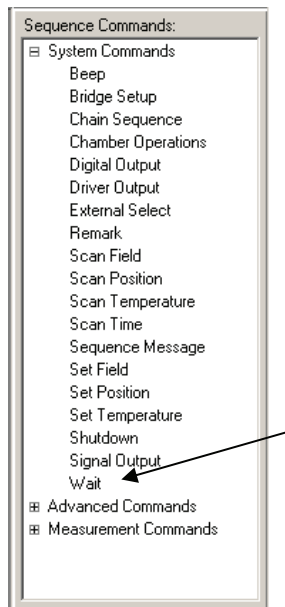 Sequence Commands:
System Commands
Beep
Bridge Setup
Chain Sequence
Chamber Operations
Digital Output
Driver Output
External Select
Remark
Scan Field
Scan Position
Scan Temperature
Scan Time
Sequence Message
Set Field
Set Position
Set Temperature
Shutdown
Signal Output
Wait
Advanced Commands
Measurement Commands